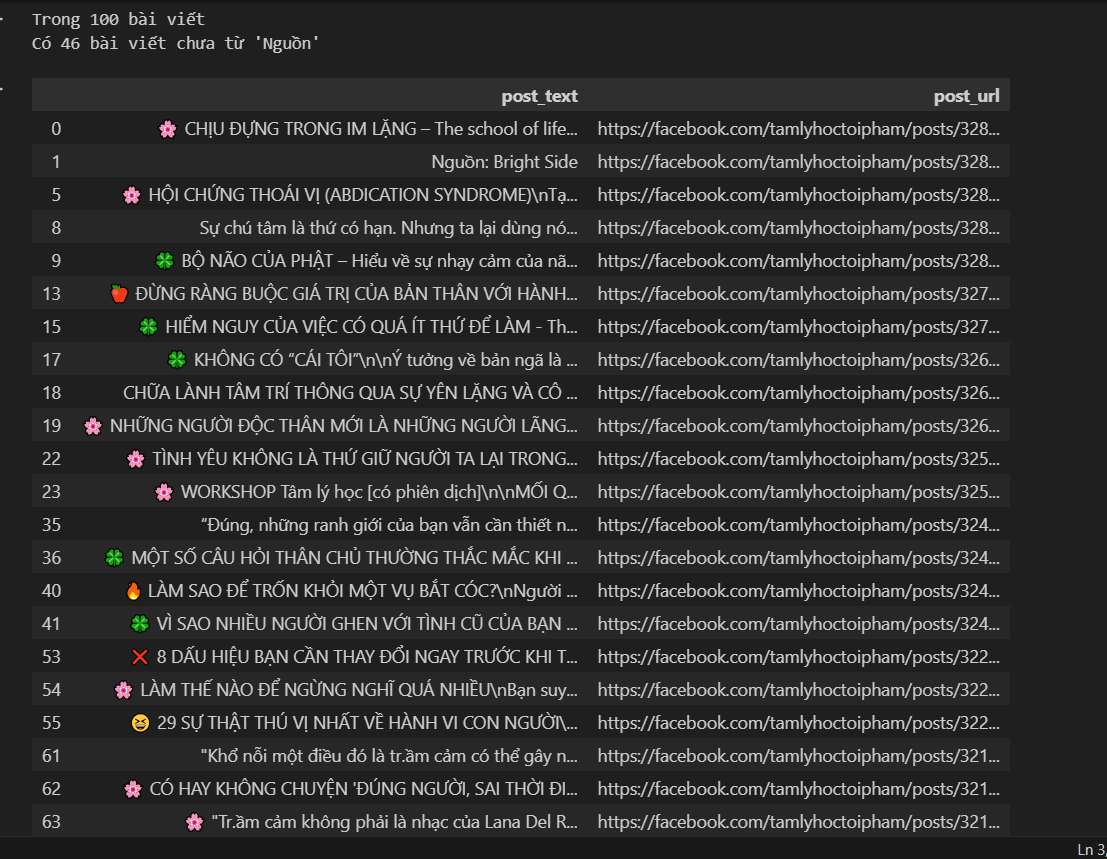 Trong 100 bài viết
Có 46 bài viết chưa từ 'Nguồn'
post_text post_url
0 🌸 CHỊU ĐỰNG TRONG IM LẶNG – The school of life... https://facebook.com/tamlyhoctoipham/posts/328...
1 Nguồn: Bright Side https://facebook.com/tamlyhoctoipham/posts/328...
5 🌸 HỘI CHỨNG THOÁI VỊ (ABDICATION SYNDROME)\nTạ... https://facebook.com/tamlyhoctoipham/posts/328...
8 Sự chú tâm là thứ có hạn. Nhưng ta lại dùng nó... https://facebook.com/tamlyhoctoipham/posts/328...
9 🍀 BỘ NÃO CỦA PHẬT – Hiểu về sự nhạy cảm của nã... https://facebook.com/tamlyhoctoipham/posts/328...
13 🍎 ĐỪNG RÀNG BUỘC GIÁ TRỊ CỦA BẢN THÂN VỚI HÀNH... https://facebook.com/tamlyhoctoipham/posts/327...
15 🍀 HIỂM NGUY CỦA VIỆC CÓ QUÁ ÍT THỨ ĐỂ LÀM - Th... https://facebook.com/tamlyhoctoipham/posts/327...
17 🍀 KHÔNG CÓ “CÁI TÔI”\n\nÝ tưởng về bản ngã là ... https://facebook.com/tamlyhoctoipham/posts/326...
18 CHỮA LÀNH TÂM TRÍ THÔNG QUA SỰ YÊN LẶNG VÀ CÔ ... https://facebook.com/tamlyhoctoipham/posts/326...
19 🌸 NHỮNG NGƯỜI ĐỘC THÂN MỚI LÀ NHỮNG NGƯỜI LÃNG... https://facebook.com/tamlyhoctoipham/posts/326...
22 🌸 TÌNH YÊU KHÔNG LÀ THỨ GIỮ NGƯỜI TA LẠI TRONG... https://facebook.com/tamlyhoctoipham/posts/325...
23 🌸 WORKSHOP Tâm lý học [có phiên dịch]\n\nMỐI Q... https://facebook.com/tamlyhoctoipham/posts/325...
35 “Đúng, những ranh giới của bạn vẫn cần thiết n... https://facebook.com/tamlyhoctoipham/posts/324...
36 🍀 MỘT SỐ CÂU HỎI THÂN CHỦ THƯỜNG THẮC MẮC KHI ... https://facebook.com/tamlyhoctoipham/posts/324...
40 🔥 LÀM SAO ĐỂ TRỐN KHỎI MỘT VỤ BẮT CÓC?\nNgười ... https://facebook.com/tamlyhoctoipham/posts/324...
41 🍀 VÌ SAO NHIỀU NGƯỜI GHEN VỚI TÌNH CŨ CỦA BẠN ... https://facebook.com/tamlyhoctoipham/posts/324...
53 ❌ 8 DẤU HIỆU BẠN CẦN THAY ĐỔI NGAY TRƯỚC KHI T... https://facebook.com/tamlyhoctoipham/posts/322...
54 🌸 LÀM THẾ NÀO ĐỂ NGỪNG NGHĨ QUÁ NHIỀU\nBạn suy... https://facebook.com/tamlyhoctoipham/posts/322...
55 😆 29 SỰ THẬT THÚ VỊ NHẤT VỀ HÀNH VI CON NGƯỜI\... https://facebook.com/tamlyhoctoipham/posts/322...
61 "Khổ nỗi một điều đó là tr.ầm cảm có thể gây n... https://facebook.com/tamlyhoctoipham/posts/321...
62 🌸 CÓ HAY KHÔNG CHUYỆN 'ĐÚNG NGƯỜI, SAI THỜI ĐI... https://facebook.com/tamlyhoctoipham/posts/321...
63 🌸 "Tr.ầm cảm không phải là nhạc của Lana Del R... https://facebook.com/tamlyhoctoipham/posts/321...
Ln 3